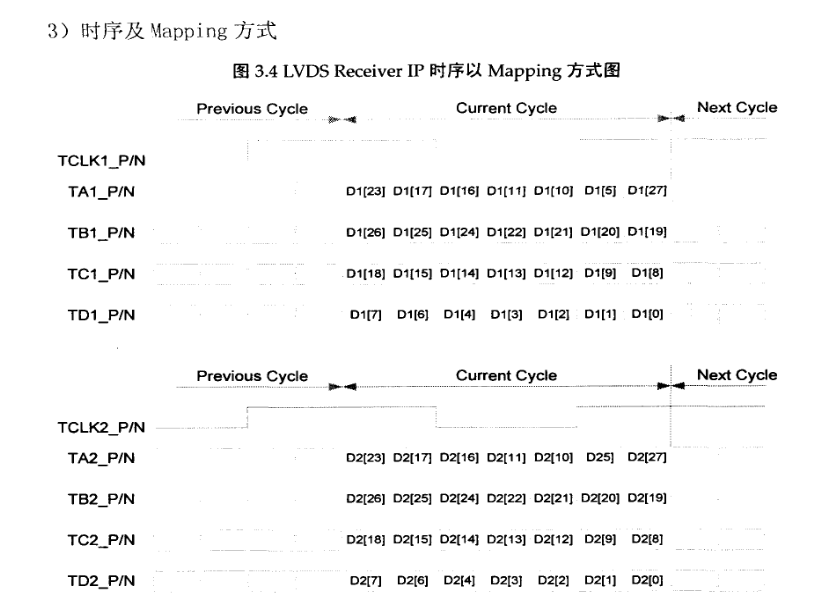 3）时序及 Mapping 方式
图 3.4 LVDS Receiver IP 时序以 Mapping 方式图
Previous Cycle Current Cycle Next Cycle
TCLK1_P/N
TA1_P/N D1[23] D1[17] D1[16] D1[11] D1[10] D1[5] D1[27]
TB1_P/N D1[26] D1[25] D1[24] D1[22] D1[21] D1[20] D1[19]
TC1_P/N D1[18] D1[15] D1[14] D1[13] D1[12] D1[9] D1[8]
TD1_P/N D1[7] D1[6] D1[4] D1[3] D1[2] D1[1] D1[0]
Previous Cycle Current Cycle Next Cycle
TCLK2_P/N
TA2_P/N D2[23] D2[17] D2[16] D2[11] D2[10] D25] D2[27]
TB2_P/N D2[26] D2[25] D2[24] D2[22] D2[21] D2[20] D2[19]
TC2_P/N D2[18] D2[15] D2[14] D2[13] D2[12] D2[9] D2[8]
TD2_P/N D2[7] D2[6] D2[4] D2[3] D2[2] D2[1] D2[0]